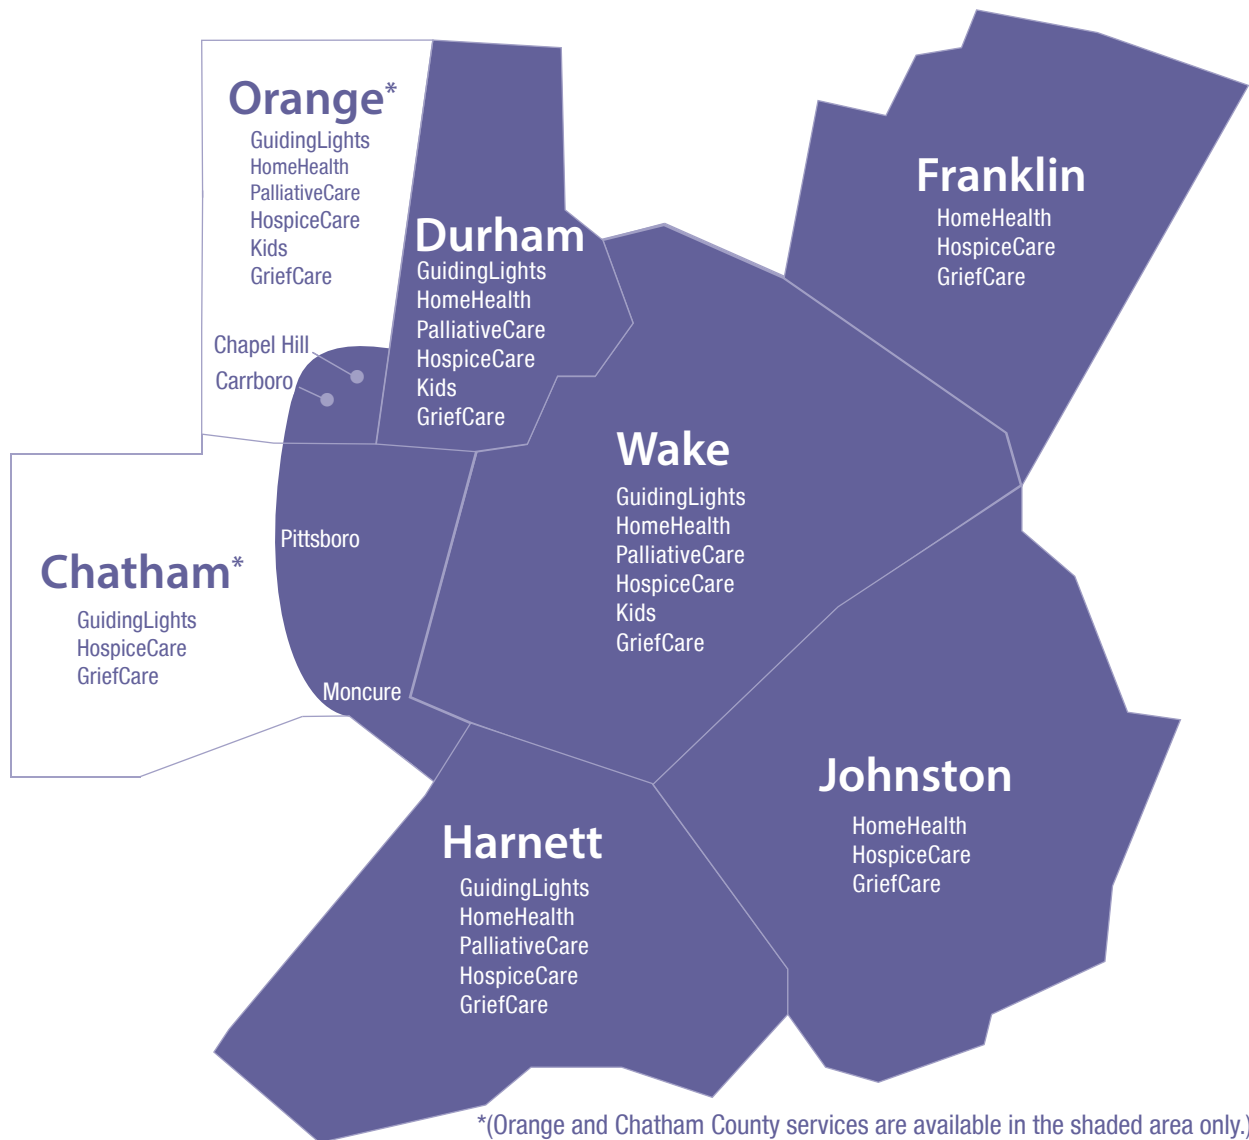 Orange*
GuidingLights
HomeHealth
PalliativeCare
HospiceCare
Kids
GriefCare
Chapel Hill
Carrboro
Durham
GuidingLights
HomeHealth
PalliativeCare
HospiceCare
Kids
GriefCare
Franklin
HomeHealth
HospiceCare
GriefCare
Wake
GuidingLights
HomeHealth
PalliativeCare
HospiceCare
Kids
GriefCare
Pittsboro
Chatham*
GuidingLights
HospiceCare
GriefCare
Moncure
Johnston
HomeHealth
HospiceCare
GriefCare
Harnett
GuidingLights
HomeHealth
PalliativeCare
HospiceCare
GriefCare
*(Orange and Chatham County services are available in the shaded area only.)